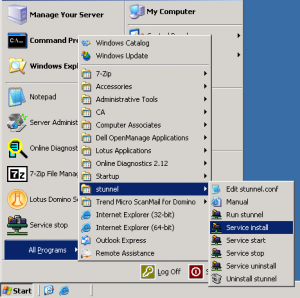 Manage Your Server
Command Pro
Windows Expl
Notepad
Server Adminis
Online Diagnos
7-Zip File Manag
Lotus Domino S
Service stop
All Programs
My Computer
Windows Catalog
Windows Update
7-Zip
Accessories
Administrative Tools
CA
Computer Associates
Dell OpenManage Applications
Lotus Applications
Online Diagnostics 2.12
Startup
stunnel
Trend Micro ScanMail for Domino
Internet Explorer (32-bit)
Internet Explorer (64-bit)
Outlook Express
Remote Assistance
Edit stunnel.conf
Manual
Run stunnel
Service install
Service start
Service stop
Service uninstall
Uninstall stunnel
Log Off
S
Start